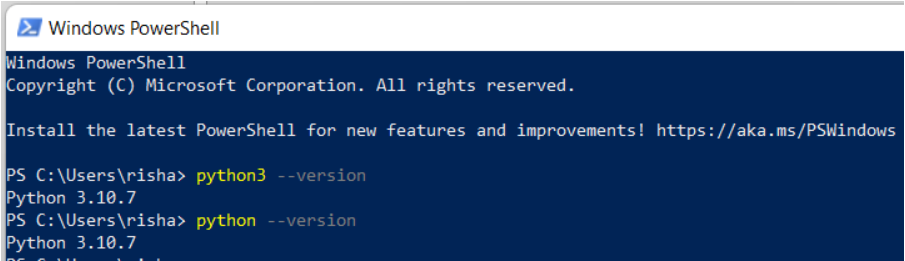 Windows PowerShell
Windows PowerShell
Copyright (C) Microsoft Corporation. All rights reserved.
Install the latest PowerShell for new features and improvements! https://aka.ms/PSWindows
PS C:\Users\risha> python3 --version
Python 3.10.7
PS C:\Users\risha> python --version
Python 3.10.7